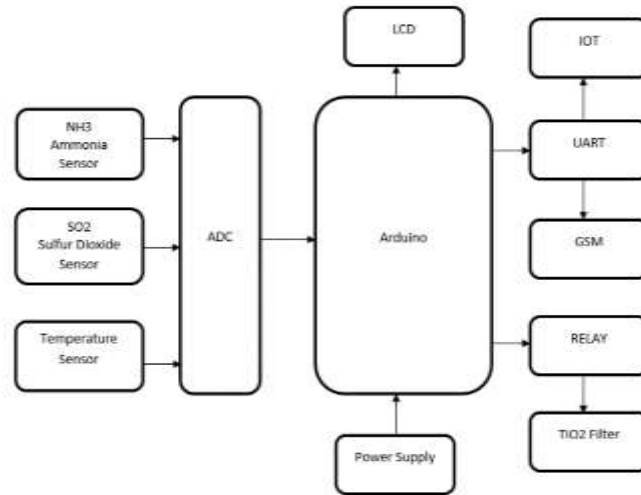 LCD
IOT
NH3
Ammonia
Sensor
UART
SO2
Sulfur Dioxide
Sensor
ADC
Arduino
GSM
Temperature
Sensor
RELAY
Power Supply
TiO2 Filter